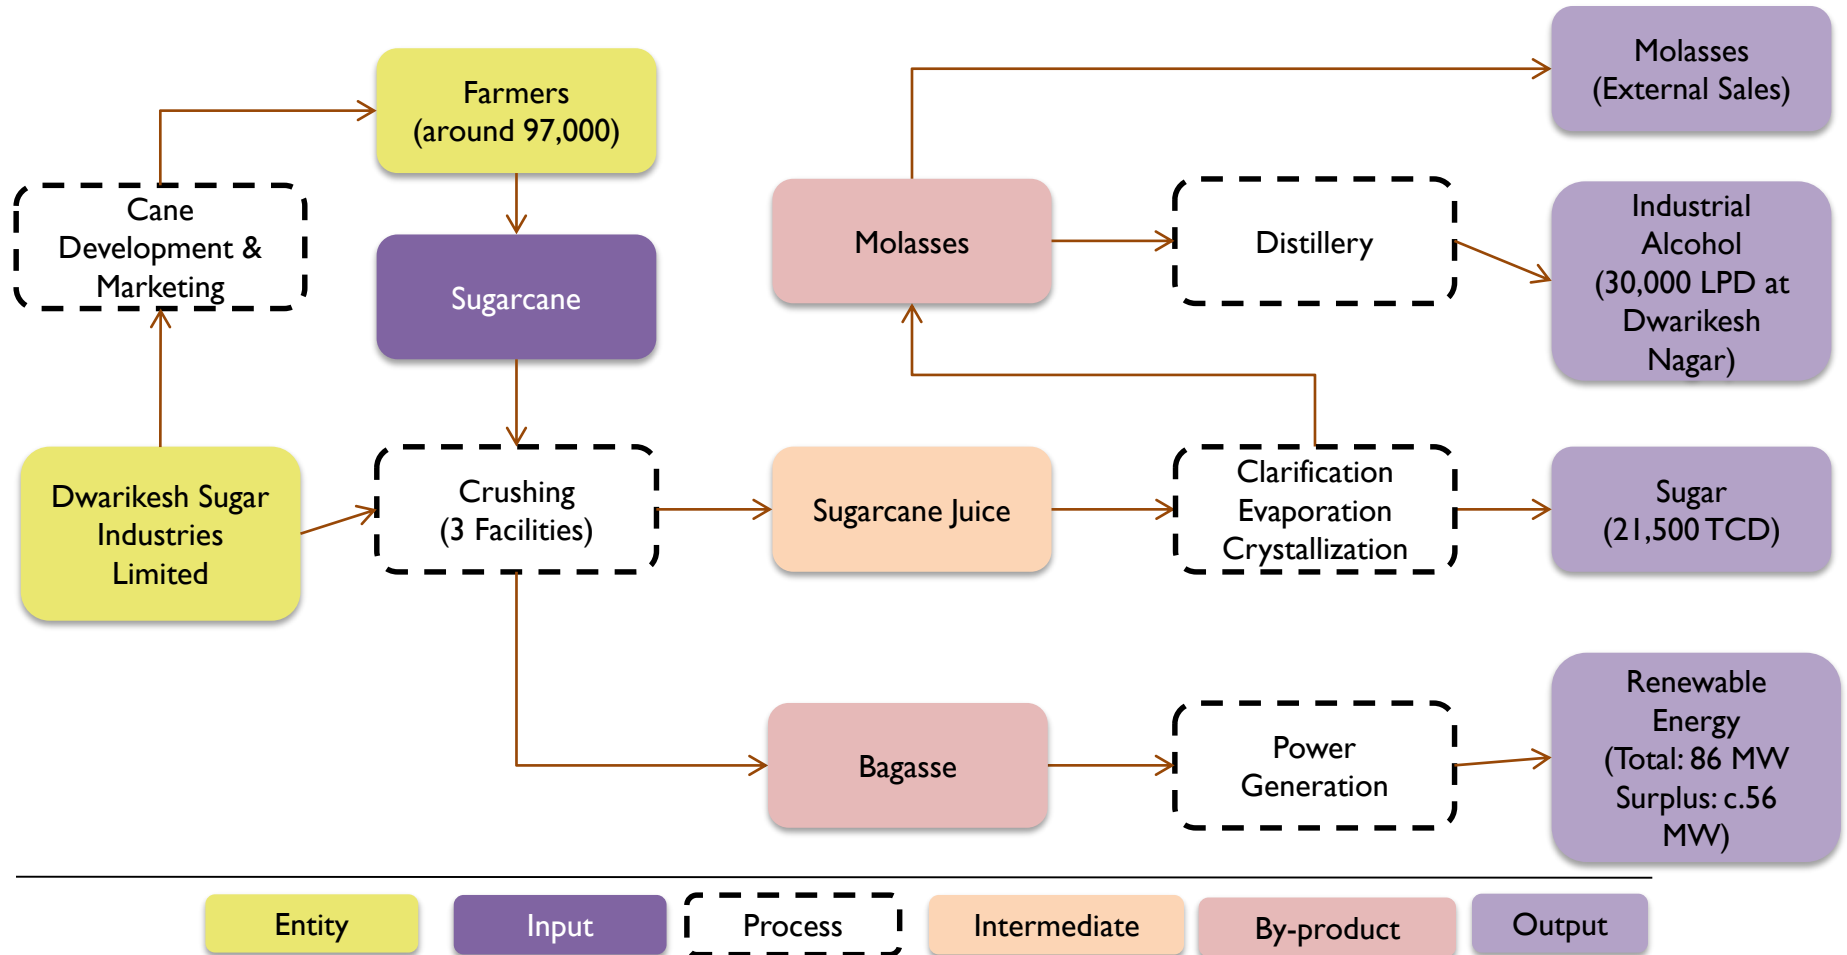 Farmers
(around 97,000)
Molasses
(External Sales)
Cane
Development &
Marketing
Sugarcane
Molasses
Distillery
Industrial
Alcohol
(30,000 LPD at
Dwarikesh
Nagar)
Dwarikesh Sugar
Industries
Limited
Crushing
(3 Facilities)
Sugarcane Juice
Clarification
Evaporation
Crystallization
Sugar
(21,500 TCD)
Bagasse
Power
Generation
Renewable
Energy
(Total: 86 MW
Surplus: c.56
MW)
Entity
Input
Process
Intermediate
By-product
Output